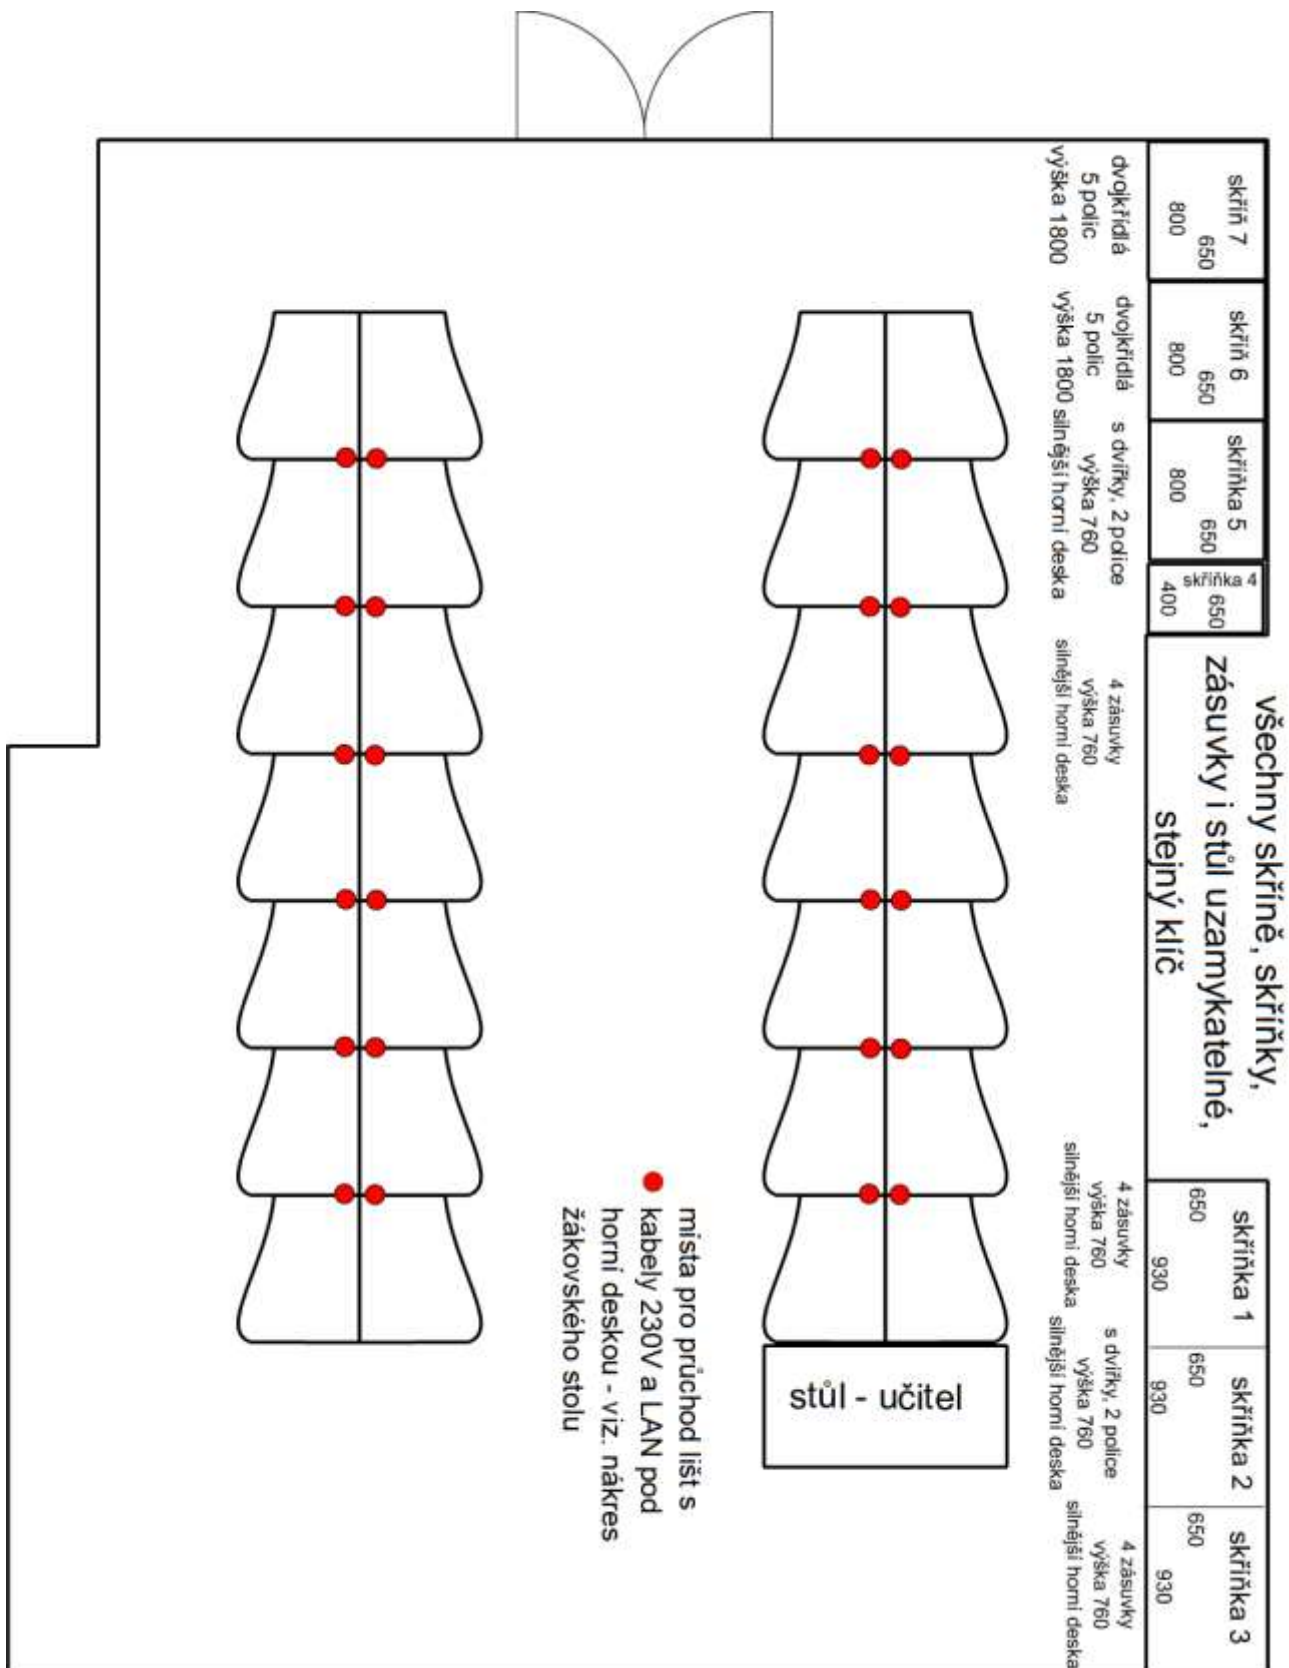 skříň 7
650
800
dvojkřídlá
5 polic
výška 1800
skříň 6
650
800
dvojkřídlá
5 polic
výška 1800
skříňka 5
650
800
s dvířky, 2 police
výška 760
silnější horní deska
skříňka 4
650
400
4 zásuvky
výška 760
silnější horní deska
všechny skříně, skříňky,
zásuvky i stůl uzamykatelné,
stejný klíč
skříňka 1
650
930
4 zásuvky
výška 760
silnější horní deska
skříňka 2
650
930
s dvířky, 2 police
výška 760
silnější horní deska
skříňka 3
650
930
4 zásuvky
výška 760
silnější horní deska
místa pro průchod lišt s
kabely 230V a LAN pod
horní deskou - viz. nákres
žákovského stolu
stůl - učitel